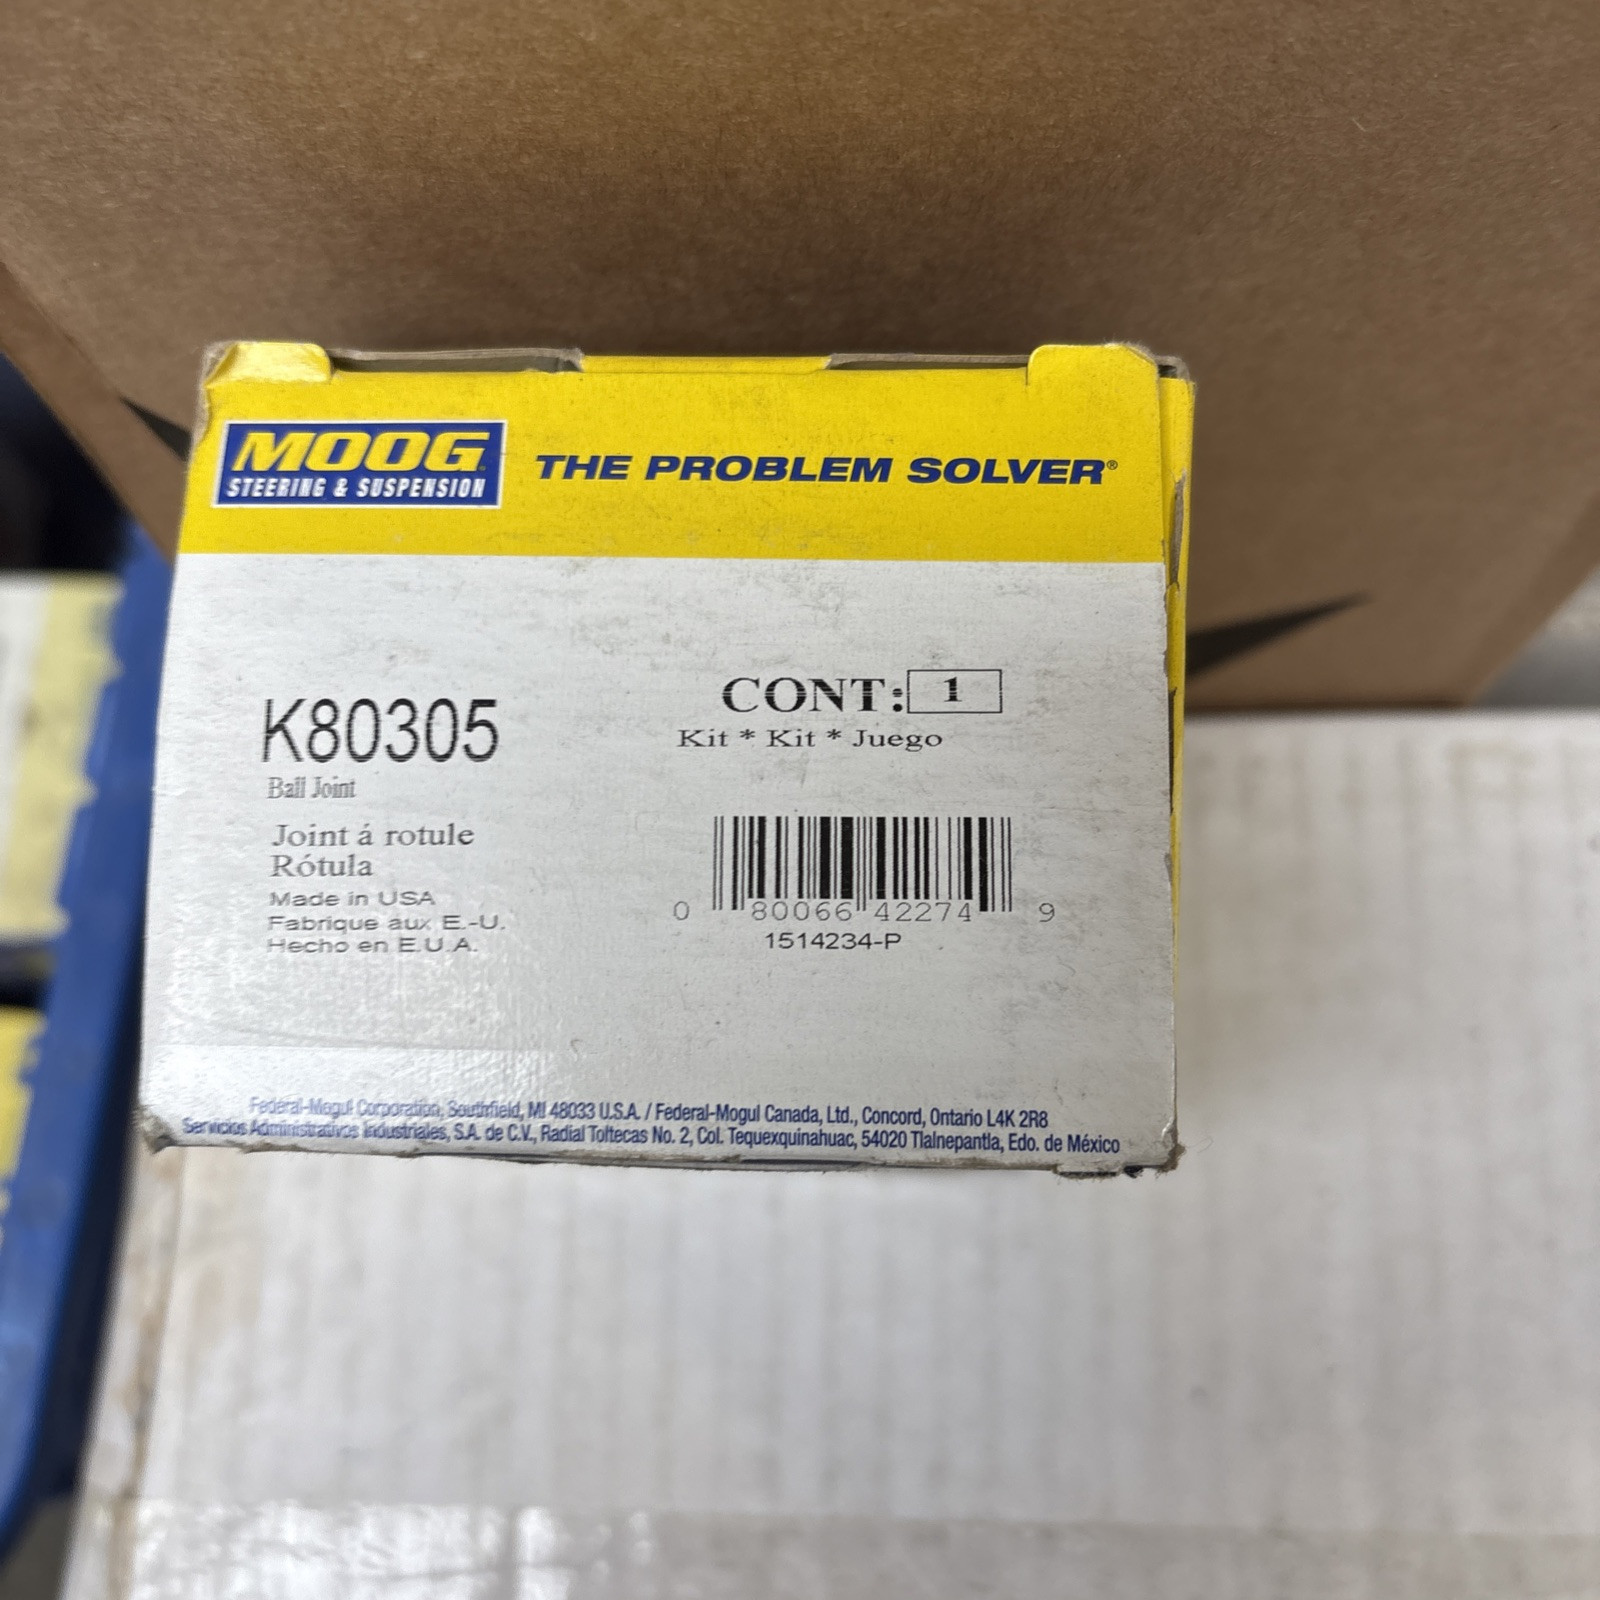 MOOG
STEERING & SUSPENSION
THE PROBLEM SOLVER®
K80305
Ball Joint
Joint á rotule
Rótula
Made in USA
Fabrique aux E.-U.
Hecho en E.U.A.
CONT: 1
Kit * Kit * Juego
0 80066 42274 9
1514234-P
Federal-Mogul Corporation, Southfield, MI 48033 U.S.A. / Federal-Mogul Canada, Ltd., Concord, Ontario L4K 2R8
Servicios Administrativos Industriales, S.A. de C.V., Radial Toltecas No. 2, Col. Tequexquinahuac, 54020 Tlalnepantla, Edo. de México